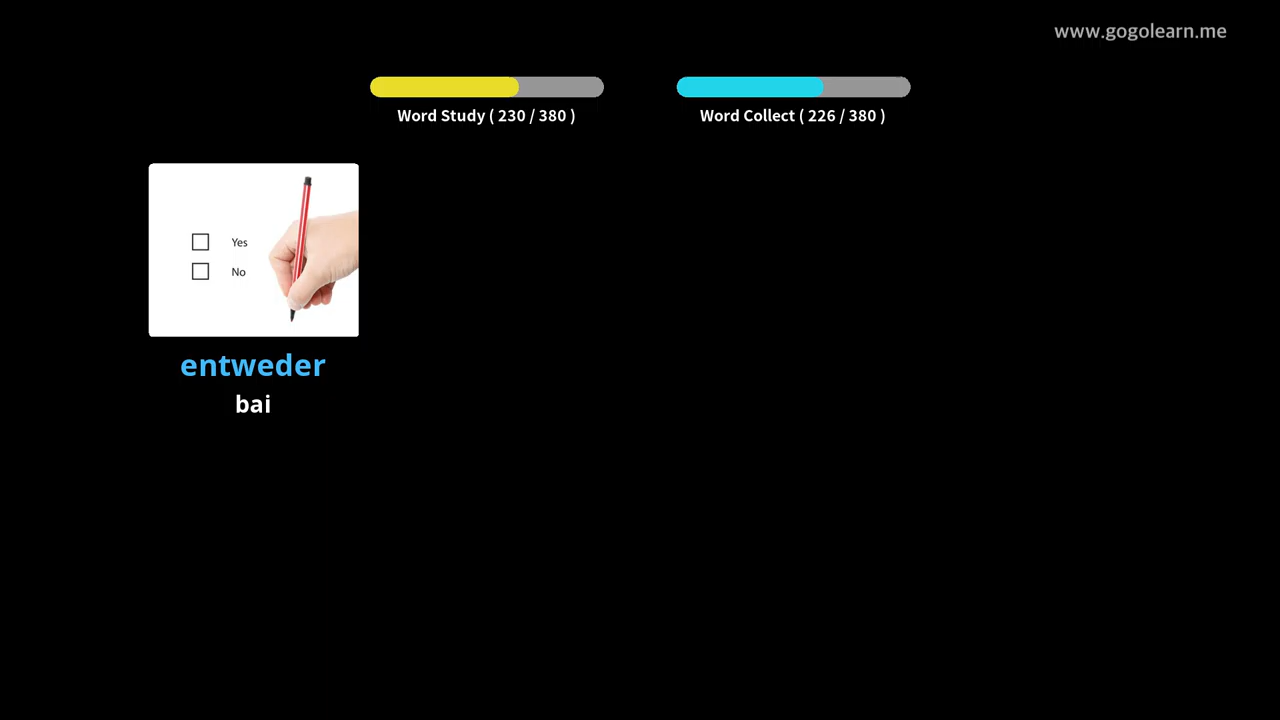 www.gogolearn.me
Word Study ( 230 / 380 )
Word Collect ( 226 / 380 )
Yes
No
entweder
bai